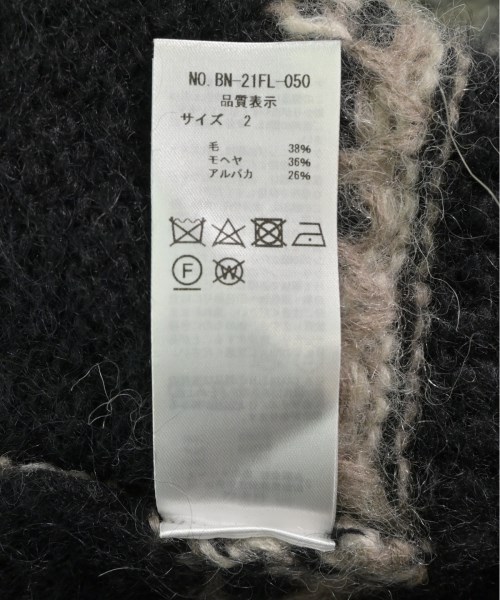 NO. BN-21FL-050
品質表示
サイズ 2
毛 38%
モヘヤ 36%
アルパカ 26%
F
W